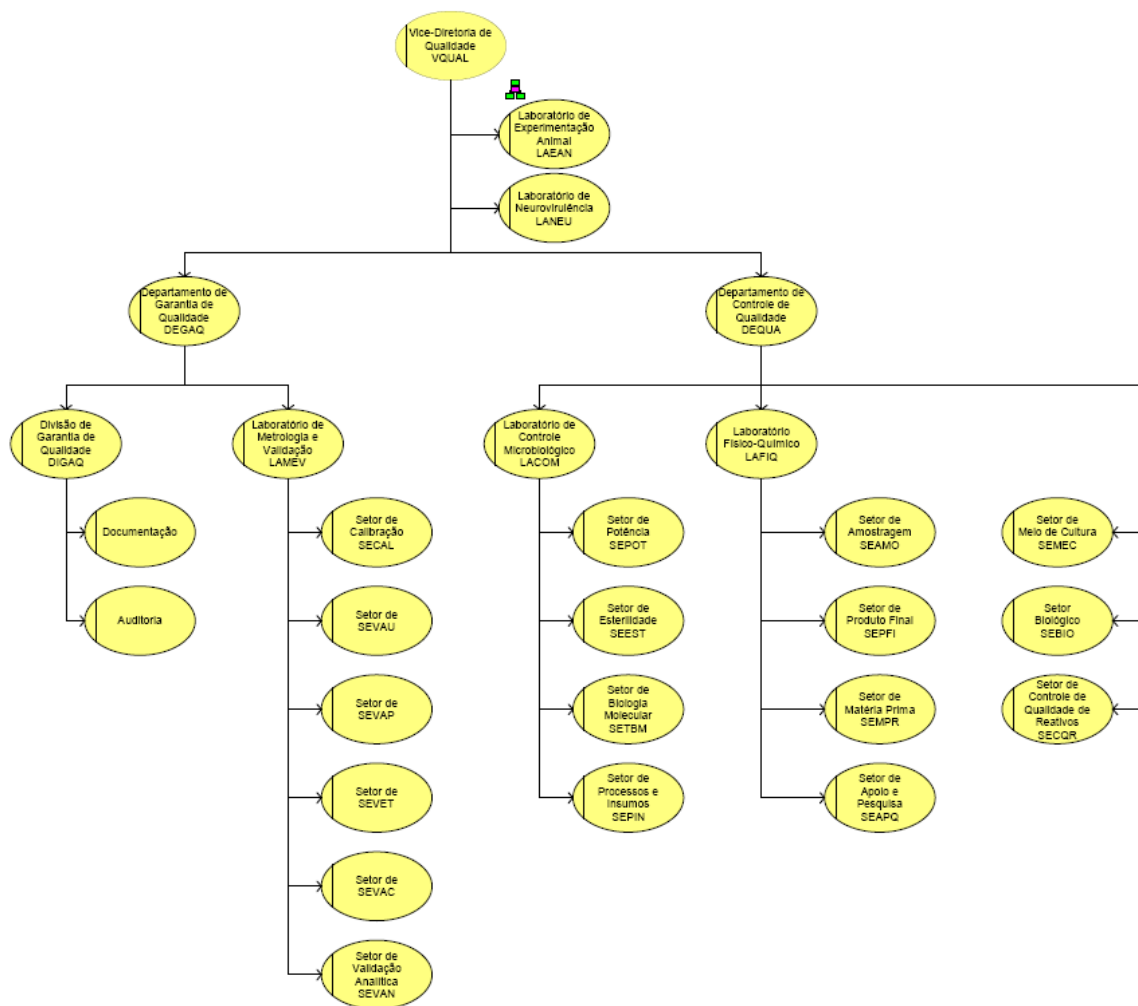 Vice-Diretoria de
Qualidade
VQUAL
Laboratório de
Experimentação
Animal
LAEAN
Laboratório de
Neurovirulência
LANEU
Departamento de
Garantia de
Qualidade
DEGAQ
Departamento de
Controle de
Qualidade
DEQUA
Divisão de
Garantia de
Qualidade
DIGAQ
Laboratório de
Metrologia e
Validação
LAMEV
Laboratório de
Controle
Microbiológico
LACOM
Laboratório
Físico-Químico
LAFIQ
Documentação
Auditoria
Setor de
Calibração
SECAL
Setor de
SEVAU
Setor de
SEVAP
Setor de
SEVET
Setor de
SEVAC
Setor de
Validação
Analítica
SEVAN
Setor de
Potência
SEPOT
Setor de
Esterilidade
SEEST
Setor de
Biologia
Molecular
SETBM
Setor de
Processos e
Insumos
SEPIN
Setor de
Amostragem
SEAMO
Setor de
Produto Final
SEPFI
Setor de
Matéria Prima
SEMPR
Setor de
Apoio e
Pesquisa
SEAPQ
Setor de
Meio de Cultura
SEMEC
Setor
Biológico
SEBIO
Setor de
Controle de
Qualidade de
Reativos
SECQR